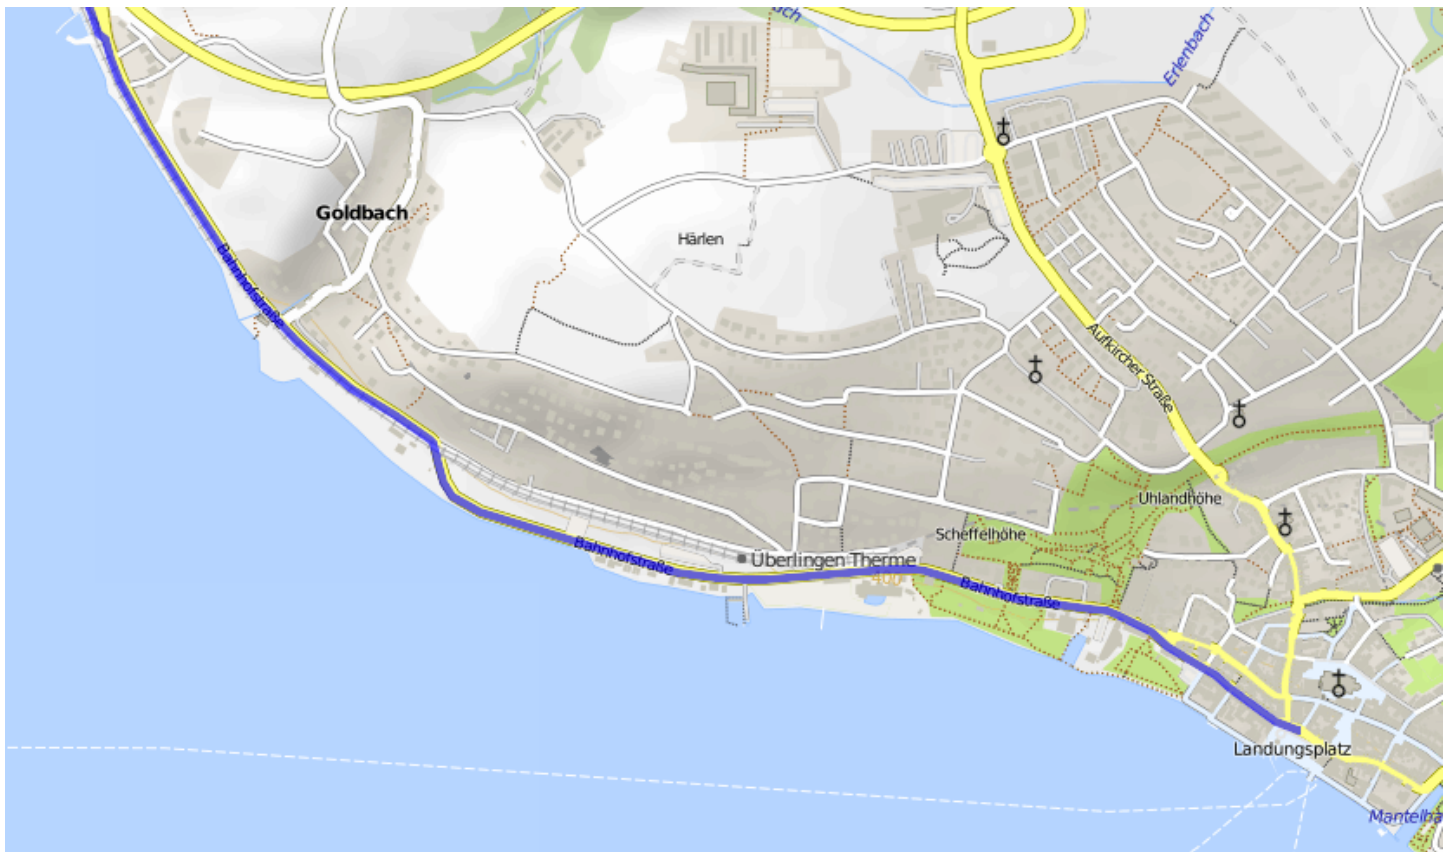 Erlenbach
Goldbach
Härlen
Bahnhofstraße
Aufkircher Straße
Uhlandhöhe
Scheffelhöhe
Bahnhofstraße
Überlingen Therme
400
Bahnhofstraße
Landungsplatz